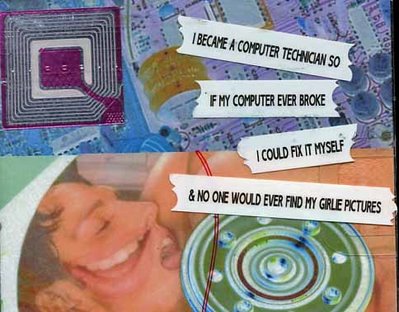 I BECAME A COMPUTER TECHNICIAN SO
IF MY COMPUTER EVER BROKE
I COULD FIX IT MYSELF
& NO ONE WOULD EVER FIND MY GIRLIE PICTURES